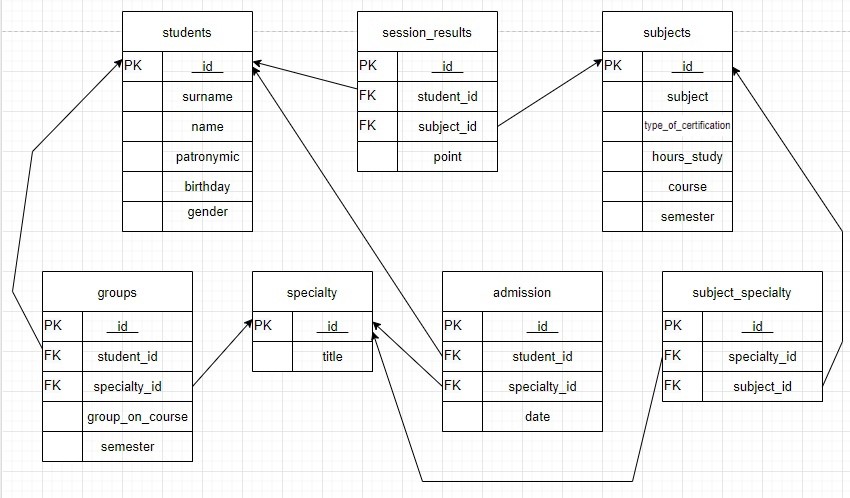 students
PK id
surname
name
patronymic
birthday
gender
session_results
PK id
FK student_id
FK subject_id
point
subjects
PK id
subject
type_of_certification
hours_study
course
semester
groups
PK id
FK student_id
FK specialty_id
group_on_course
semester
specialty
PK id
title
admission
PK id
FK student_id
FK specialty_id
date
subject_specialty
PK id
FK specialty_id
FK subject_id